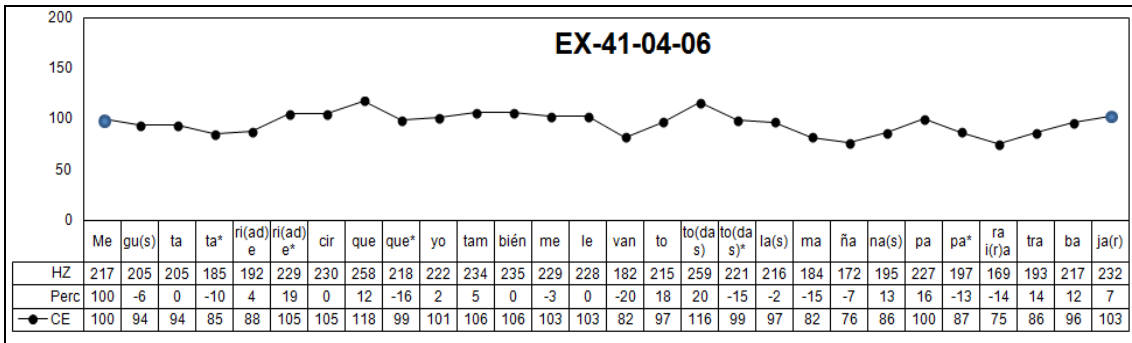 EX-41-04-06
200
150
100
50
0
Me gu(s) ta ta* ri(ad)e ri(ad)e* cir que que* yo tam bién me le van to to(das) to(das)* la(s) ma ña na(s) pa pa* ra i(r)a tra ba ja(r)
HZ 217 205 205 185 192 229 230 258 218 222 234 235 229 228 182 215 259 221 216 184 172 195 227 197 169 193 217 232
Perc 100 -6 0 -10 4 19 0 12 -16 2 5 0 -3 0 -20 18 20 -15 -2 -15 -7 13 16 -13 -14 14 12 7
CE 100 94 94 85 88 105 105 118 99 101 106 106 103 103 82 97 116 99 97 82 76 86 100 87 75 86 96 103